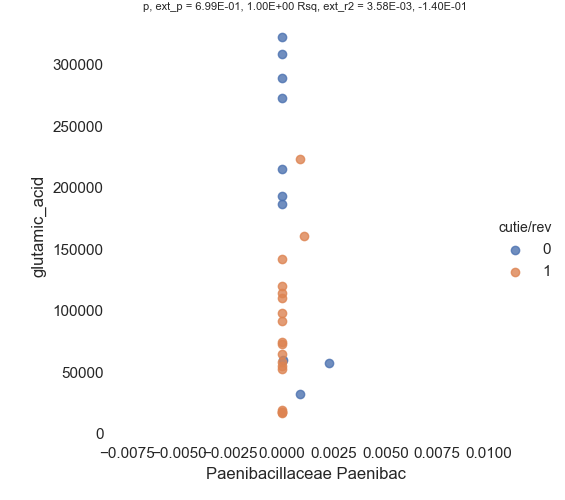 p, ext_p = 6.99E-01, 1.00E+00 Rsq, ext_r2 = 3.58E-03, -1.40E-01
300000
250000
200000
150000
100000
50000
0
glutamic_acid
cutie/rev
0
1
−0.0075 −0.0050 −0.0025 0.0000 0.0025 0.0050 0.0075 0.0100
Paenibacillaceae Paenibac